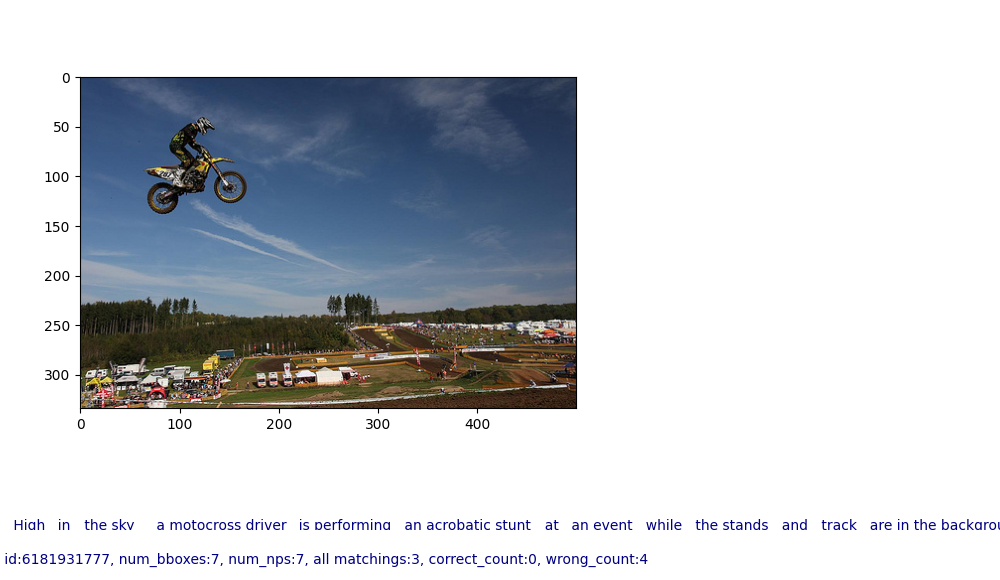 0
50
100
150
200
250
300
0 100 200 300 400
High in the sky a motocross driver is performing an acrobatic stunt at an event while the stands and track are in the
id:6181931777, num_bboxes:7, num_nps:7, all matchings:3, correct_count:0, wrong_count:4